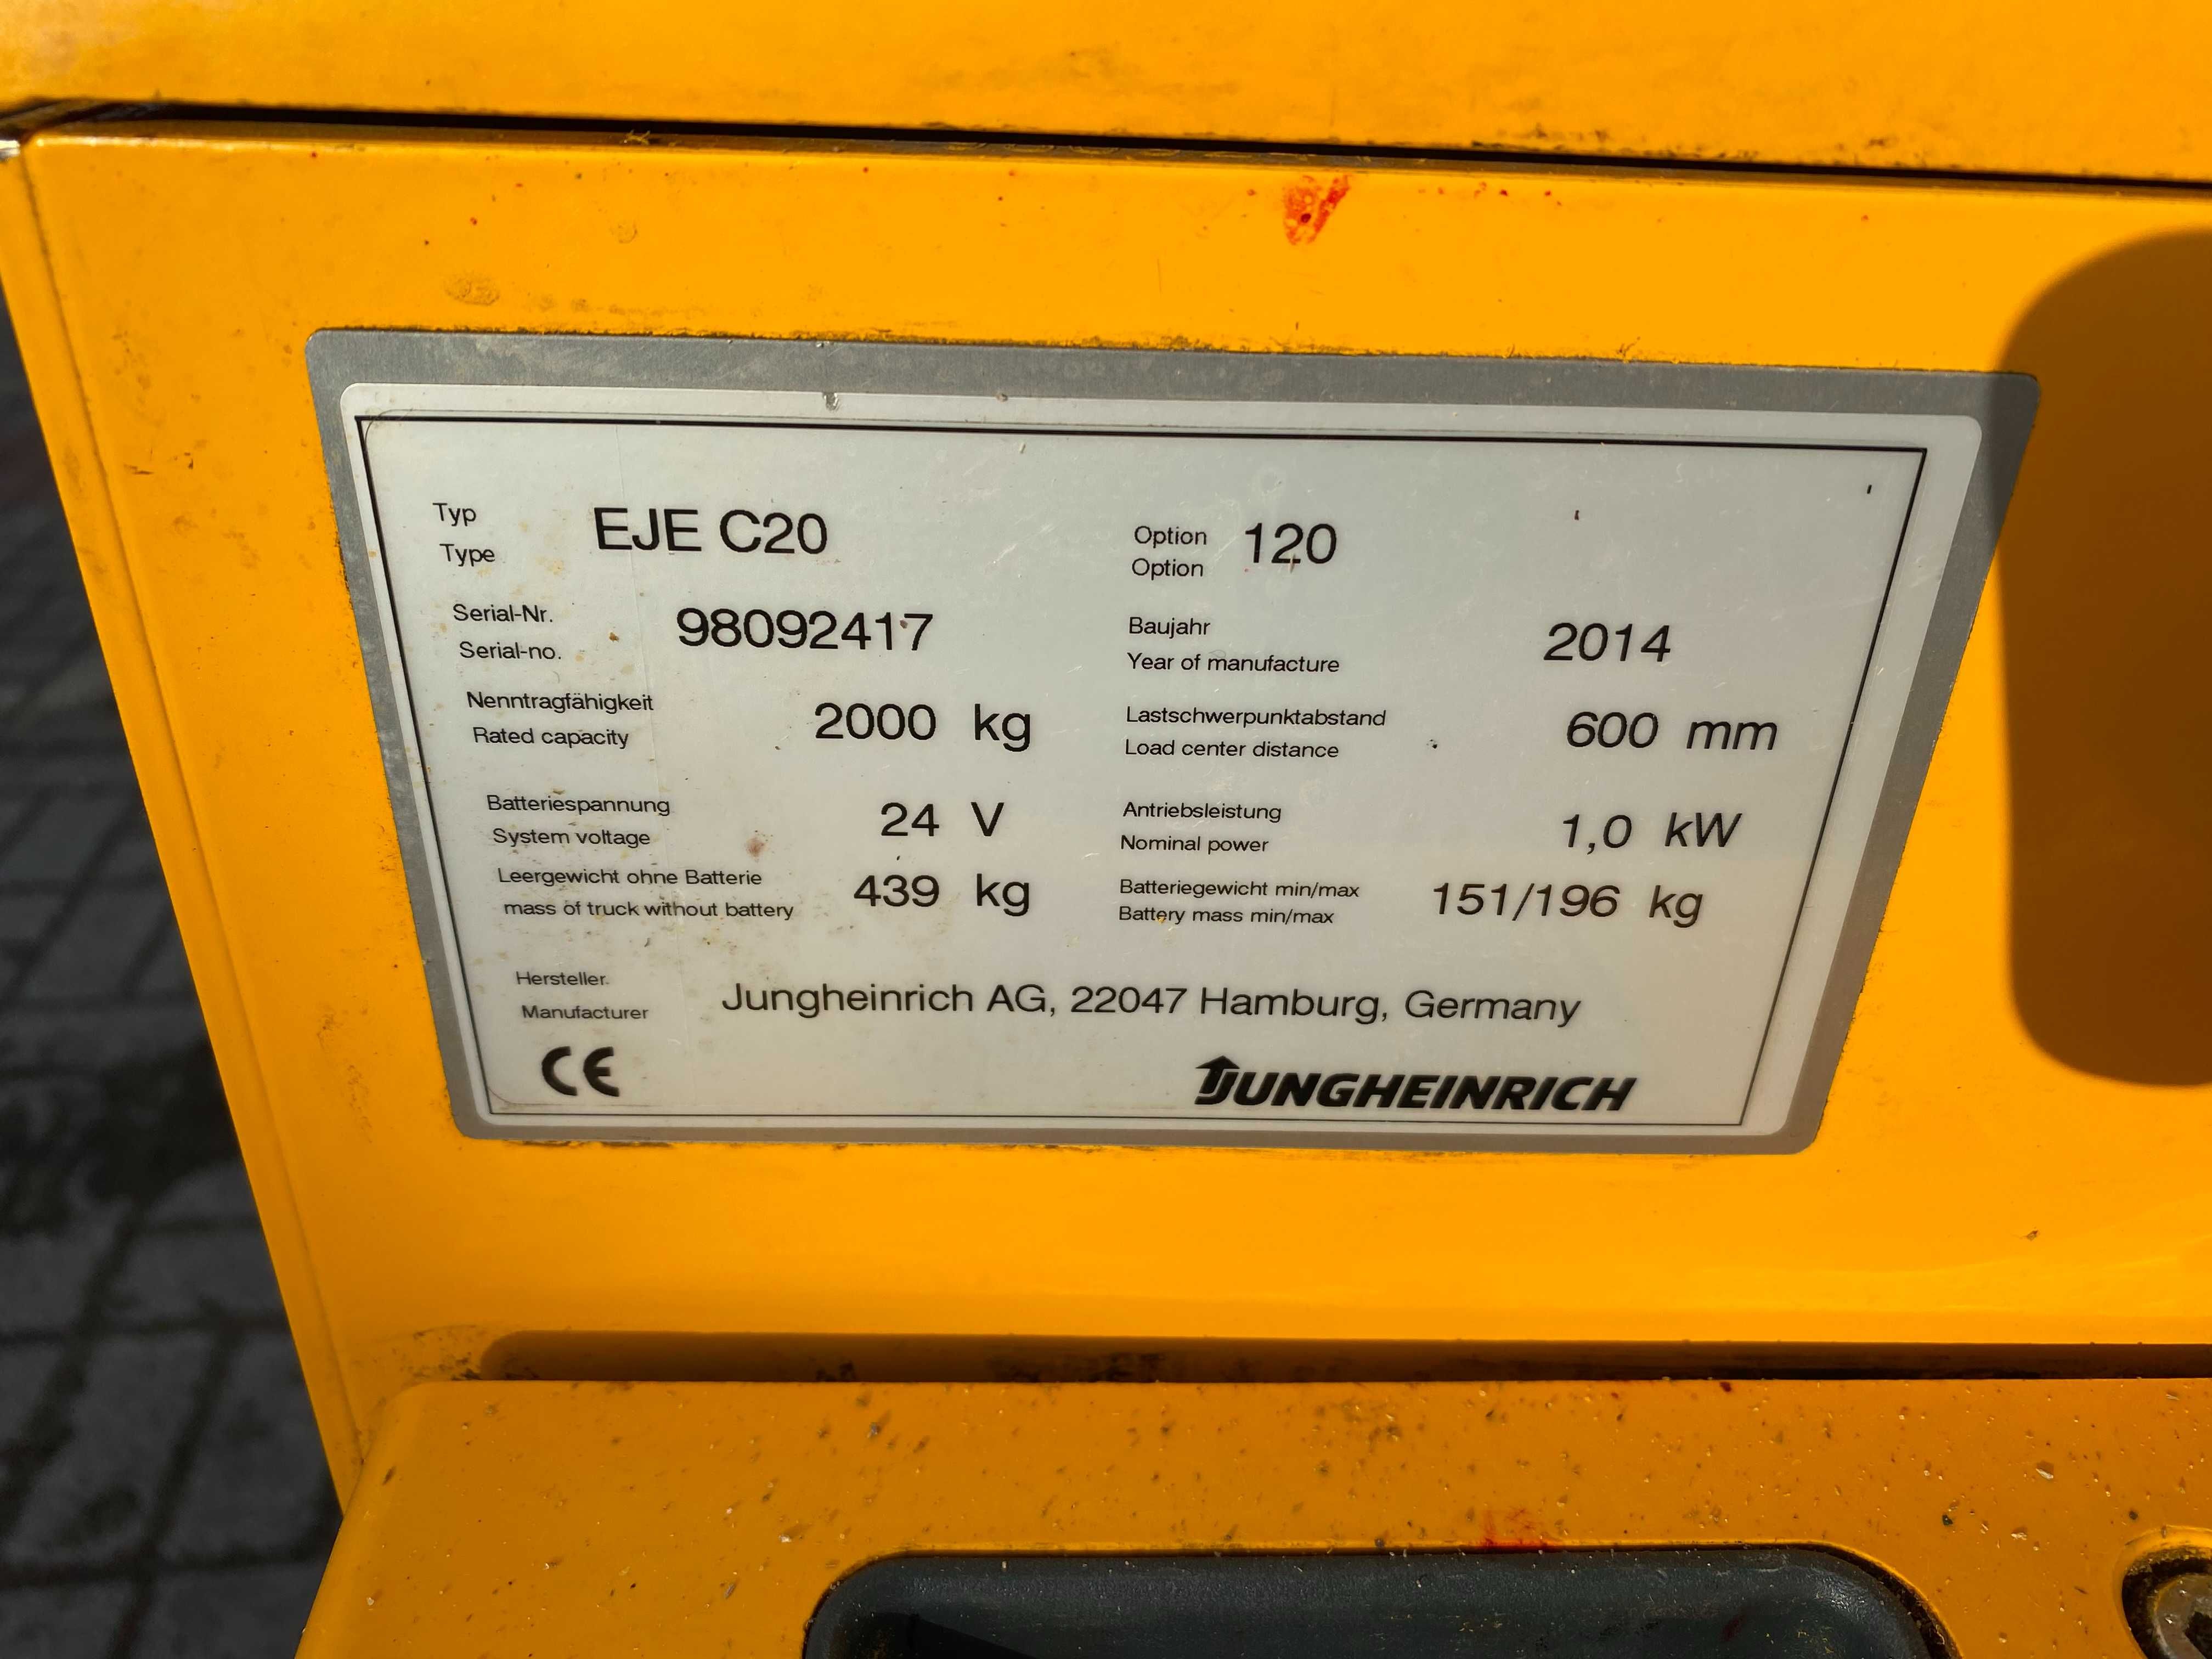 Typ EJE C20 Option 120
Type Option
Serial-Nr. 98092417 Baujahr 2014
Serial-no. Year of manufacture
Nenntragfähigkeit 2000 kg Lastschwerpunktabstand 600 mm
Rated capacity Load center distance
Batteriespannung 24 V Antriebsleistung 1,0 kW
System voltage Nominal power
Leergewicht ohne Batterie 439 kg Batteriegewicht min/max 151/196 kg
mass of truck without battery Battery mass min/max
Hersteller Jungheinrich AG, 22047 Hamburg, Germany
Manufacturer
CE JUNGHEINRICH